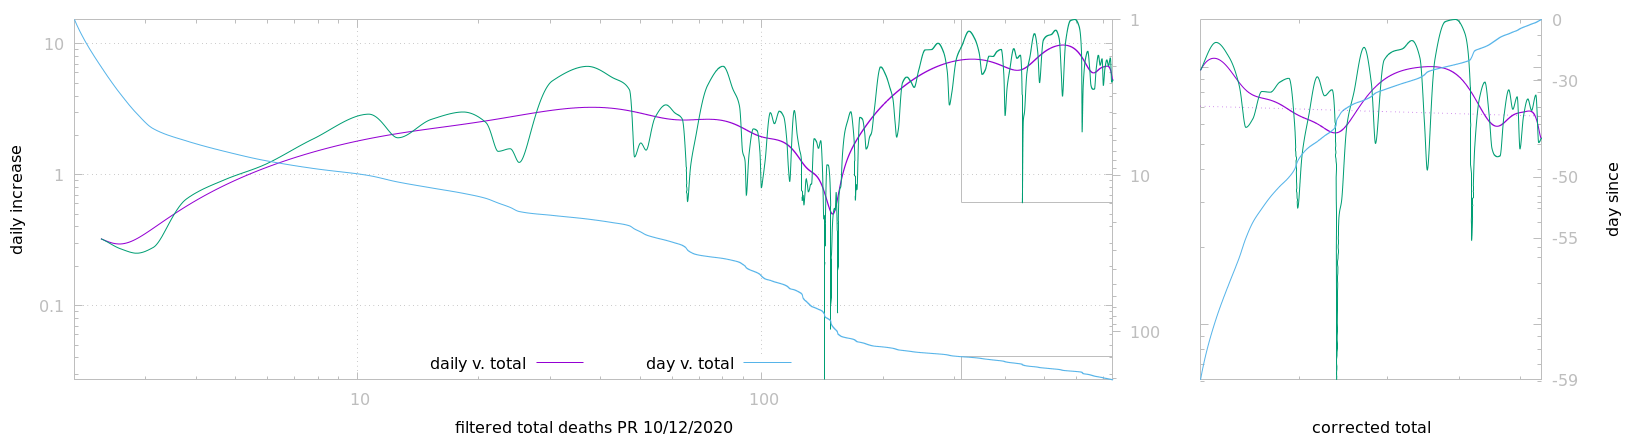 10
1
0.1
daily increase
daily v. total
day v. total
10
100
filtered total deaths PR 10/12/2020
1
10
100
0
-30
-50
-55
-59
day since
corrected total